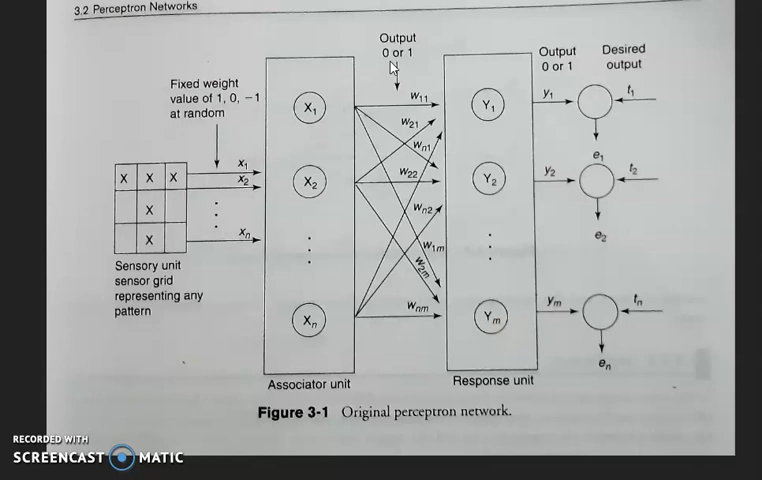 3.2 Perceptron Networks
Output
0 or 1
Output
0 or 1
Desired
output
Fixed weight
value of 1, 0, −1
at random
X X X
X
X
x1
x2
xn
Sensory unit
sensor grid
representing any
pattern
X1
X2
Xn
Associator unit
w11
w21
wn1
w22
wn2
w1m
w2m
wnm
Y1
Y2
Ym
Response unit
y1
t1
e1
y2
t2
e2
ym
tn
en
Figure 3-1 Original perceptron network.
RECORDED WITH
SCREENCAST MATIC